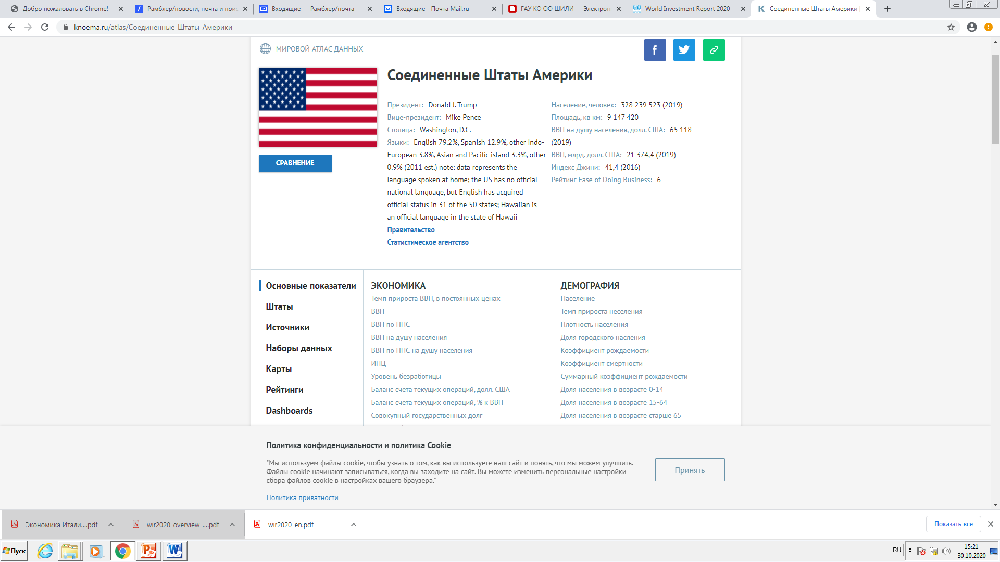 Добро пожаловать в Chrome!
Рамблер/новости, почта и пои
Входящие — Рамблер/почта
Входящие - Почта Mail.ru
ГАУ КО ОО ШИЛИ — Электрон
World Investment Report 2020
Соединенные Штаты Америки
knoema.ru/atlas/Соединенные-Штаты-Америки
МИРОВОЙ АТЛАС ДАННЫХ
Соединенные Штаты Америки
СРАВНЕНИЕ
Президент: Donald J. Trump
Вице-президент: Mike Pence
Столица: Washington, D.C.
Языки: English 79.2%, Spanish 12.9%, other Indo-
European 3.8%, Asian and Pacific island 3.3%, other
0.9% (2011 est.) note: data represents the
language spoken at home; the US has no official
national language, but English has acquired
official status in 31 of the 50 states; Hawaiian is
an official language in the state of Hawaii
Правительство
Статистическое агентство
Население, человек: 328 239 523 (2019)
Площадь, кв км: 9 147 420
ВВП на душу населения, долл. США: 65 118
(2019)
ВВП, млрд. долл. США: 21 374,4 (2019)
Индекс Джини: 41,4 (2016)
Рейтинг Ease of Doing Business: 6
Основные показатели
Штаты
Источники
Наборы данных
Карты
Рейтинги
Dashboards
ЭКОНОМИКА
Темп прироста ВВП, в постоянных ценах
ВВП
ВВП по ППС
ВВП на душу населения
ВВП по ППС на душу населения
ИПЦ
Уровень безработицы
Баланс счета текущих операций, долл. США
Баланс счета текущих операций, % к ВВП
Совокупный государственных долг
ДЕМОГРАФИЯ
Население
Темп прироста неселения
Плотность населения
Доля городского насления
Коэффициент рождаемости
Коэффициент смертности
Суммарный коэффициент рождаемости
Доля населения в возрасте 0-14
Доля населения в возрасте 15-64
Доля населения в возрасте старше 65
Политика конфиденциальности и политика Cookie
"Мы используем файлы cookie, чтобы узнать о том, как вы используете наш сайт и понять, что мы можем улучшить.
Файлы cookie начинают записываться, когда вы заходите на сайт. Вы можете изменить персональные настройки
сбора файлов cookie в настройках вашего браузера."
Политика приватности
Принять
Экономика Итали....pdf
wir2020_overview_....pdf
wir2020_en.pdf
Показать все
Пуск
RU
15:21
30.10.2020